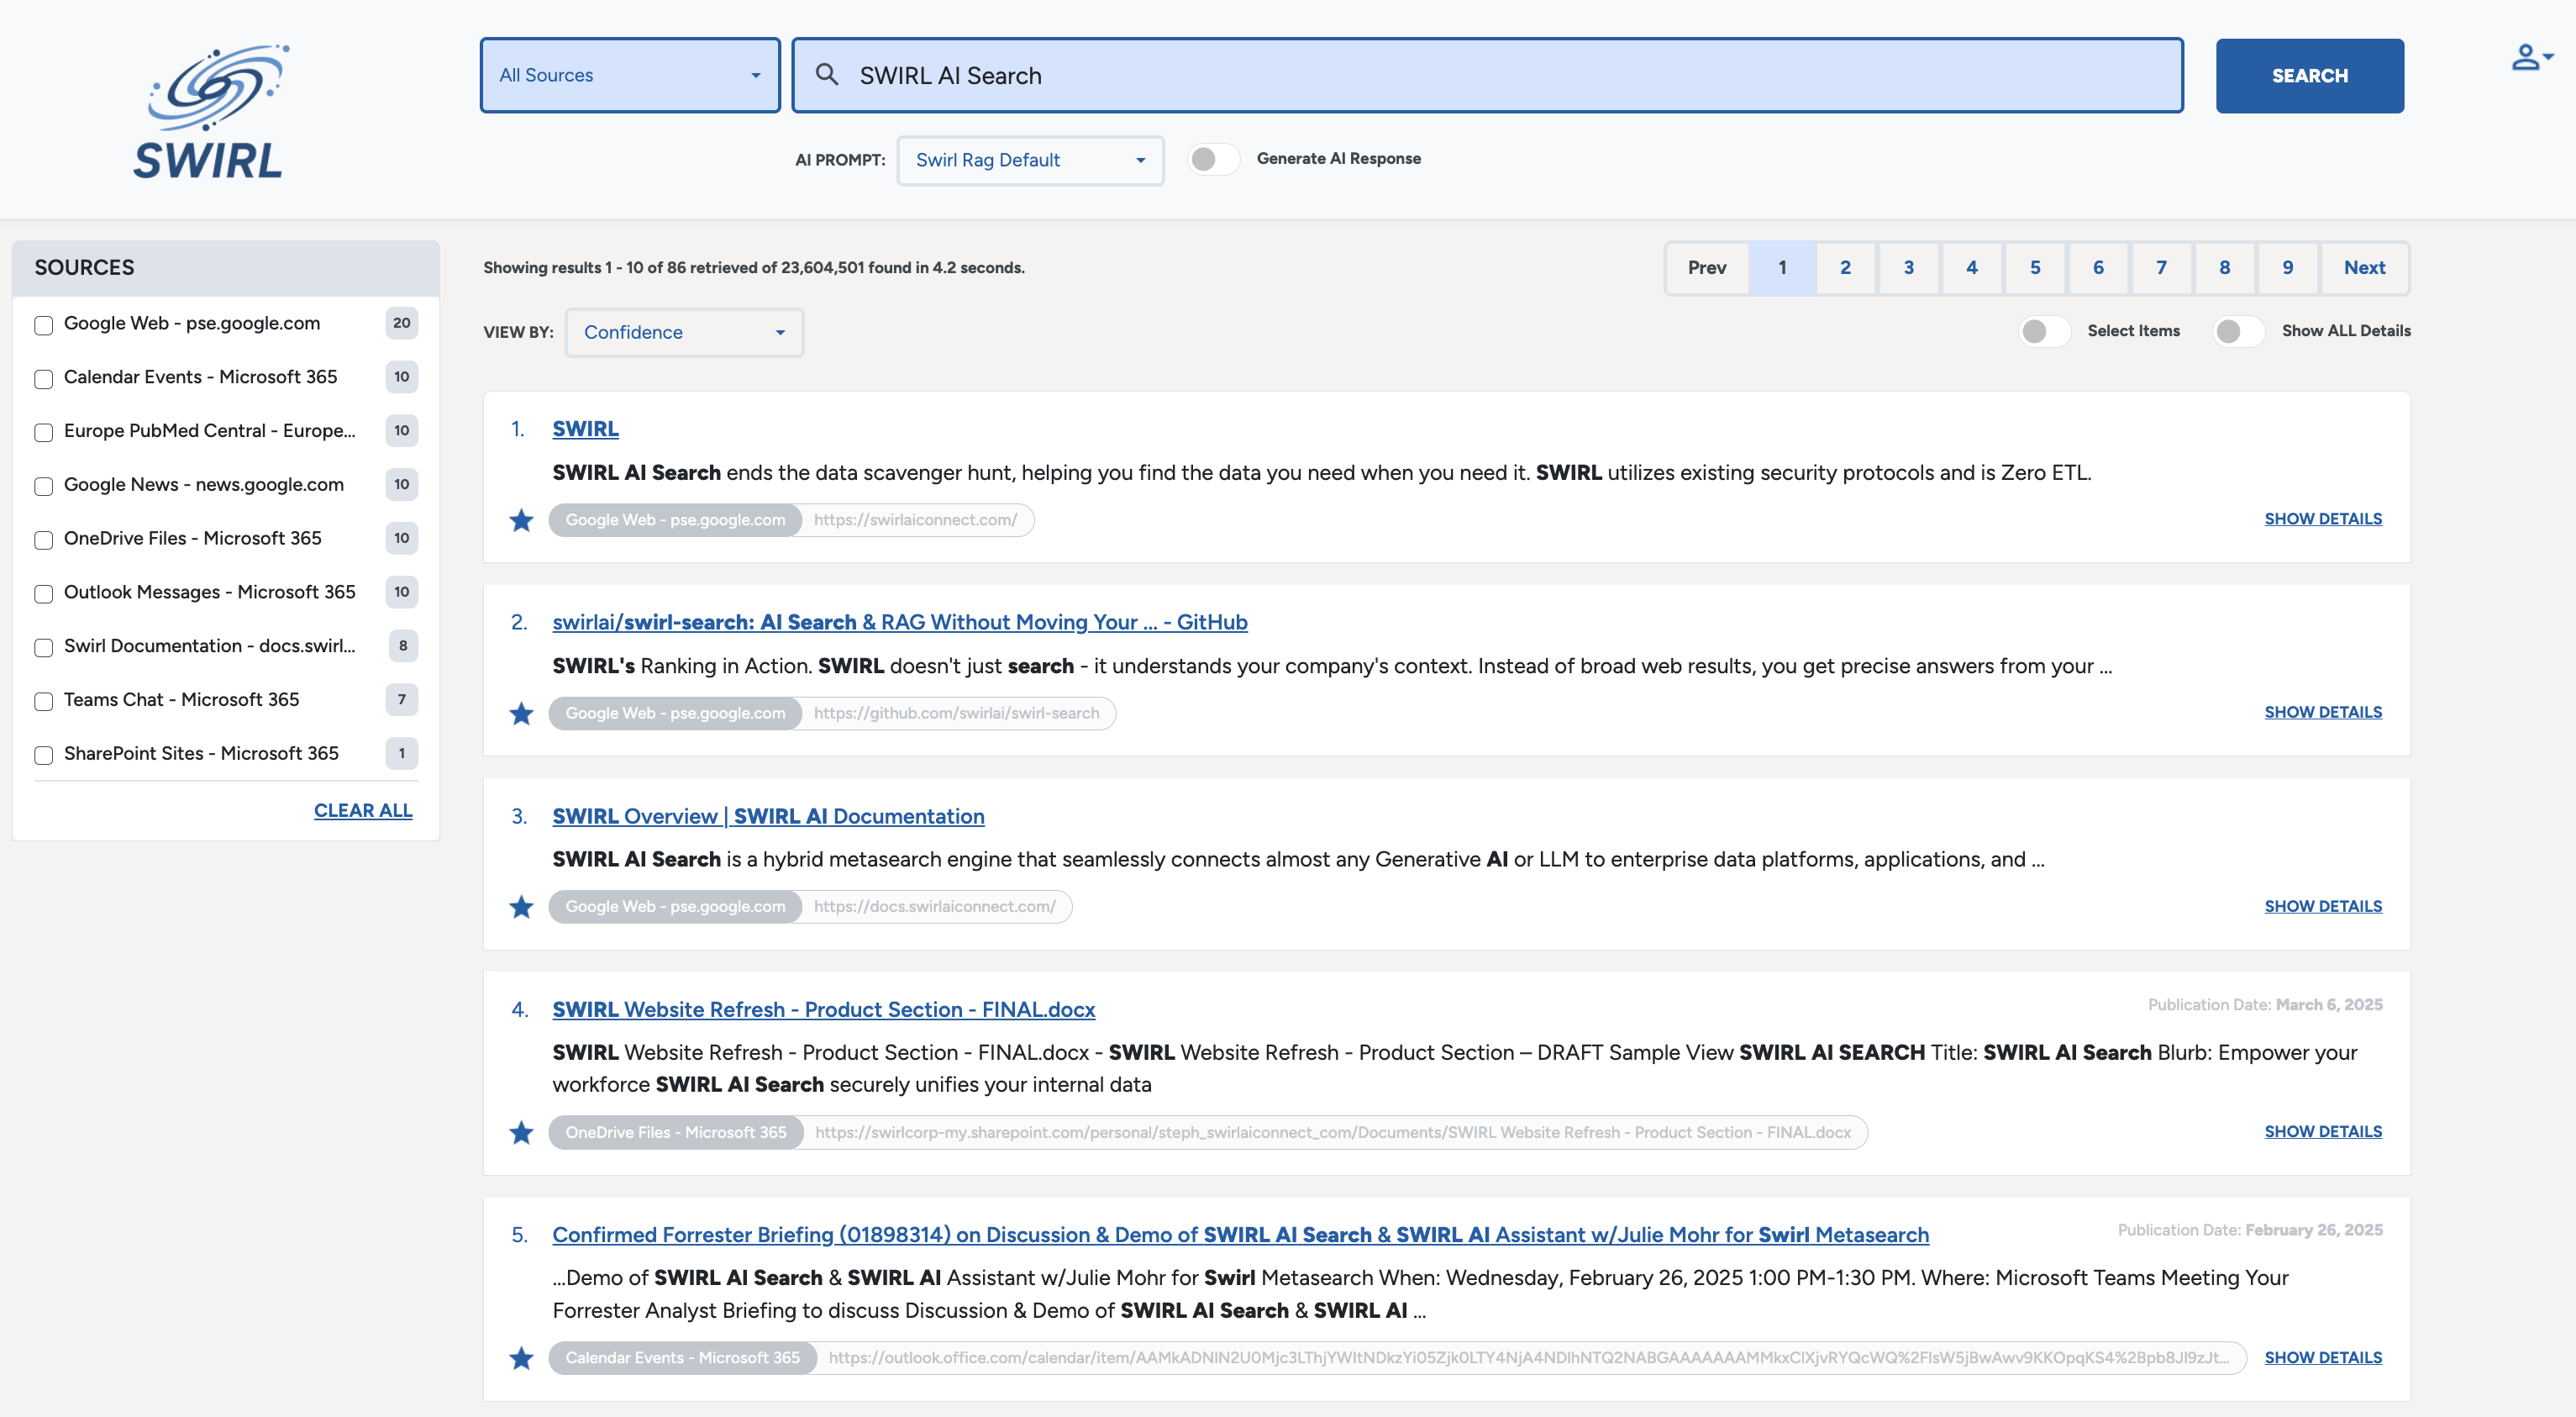 SWIRL
All Sources
SWIRL AI Search
SEARCH
AI PROMPT:
Swirl Rag Default
Generate AI Response
SOURCES
Google Web - pse.google.com 20
Calendar Events - Microsoft 365 10
Europe PubMed Central - Europe... 10
Google News - news.google.com 10
OneDrive Files - Microsoft 365 10
Outlook Messages - Microsoft 365 10
Swirl Documentation - docs.swirl... 8
Teams Chat - Microsoft 365 7
SharePoint Sites - Microsoft 365 1
CLEAR ALL
Showing results 1 - 10 of 86 retrieved of 23,604,501 found in 4.2 seconds.
Prev 1 2 3 4 5 6 7 8 9 Next
VIEW BY: Confidence
Select Items
Show ALL Details
1. SWIRL
SWIRL AI Search ends the data scavenger hunt, helping you find the data you need when you need it. SWIRL utilizes existing security protocols and is Zero ETL.
Google Web - pse.google.com https://swirlaiconnect.com/
SHOW DETAILS
2. swirlai/swirl-search: AI Search & RAG Without Moving Your ... - GitHub
SWIRL's Ranking in Action. SWIRL doesn't just search - it understands your company's context. Instead of broad web results, you get precise answers from your ...
Google Web - pse.google.com https://github.com/swirlai/swirl-search
SHOW DETAILS
3. SWIRL Overview | SWIRL AI Documentation
SWIRL AI Search is a hybrid metasearch engine that seamlessly connects almost any Generative AI or LLM to enterprise data platforms, applications, and ...
Google Web - pse.google.com https://docs.swirlaiconnect.com/
SHOW DETAILS
4. SWIRL Website Refresh - Product Section - FINAL.docx
Publication Date: March 6, 2025
SWIRL Website Refresh - Product Section - FINAL.docx - SWIRL Website Refresh - Product Section – DRAFT Sample View SWIRL AI SEARCH Title: SWIRL AI Search Blurb: Empower your
workforce SWIRL AI Search securely unifies your internal data
OneDrive Files - Microsoft 365 https://swirlcorp-my.sharepoint.com/personal/steph_swirlaiconnect_com/Documents/SWIRL Website Refresh - Product Section - FINAL.docx
SHOW DETAILS
5. Confirmed Forrester Briefing (01898314) on Discussion & Demo of SWIRL AI Search & SWIRL AI Assistant w/Julie Mohr for Swirl Metasearch
Publication Date: February 26, 2025
...Demo of SWIRL AI Search & SWIRL AI Assistant w/Julie Mohr for Swirl Metasearch When: Wednesday, February 26, 2025 1:00 PM-1:30 PM. Where: Microsoft Teams Meeting Your
Forrester Analyst Briefing to discuss Discussion & Demo of SWIRL AI Search & SWIRL AI ...
Calendar Events - Microsoft 365
SHOW DETAILS